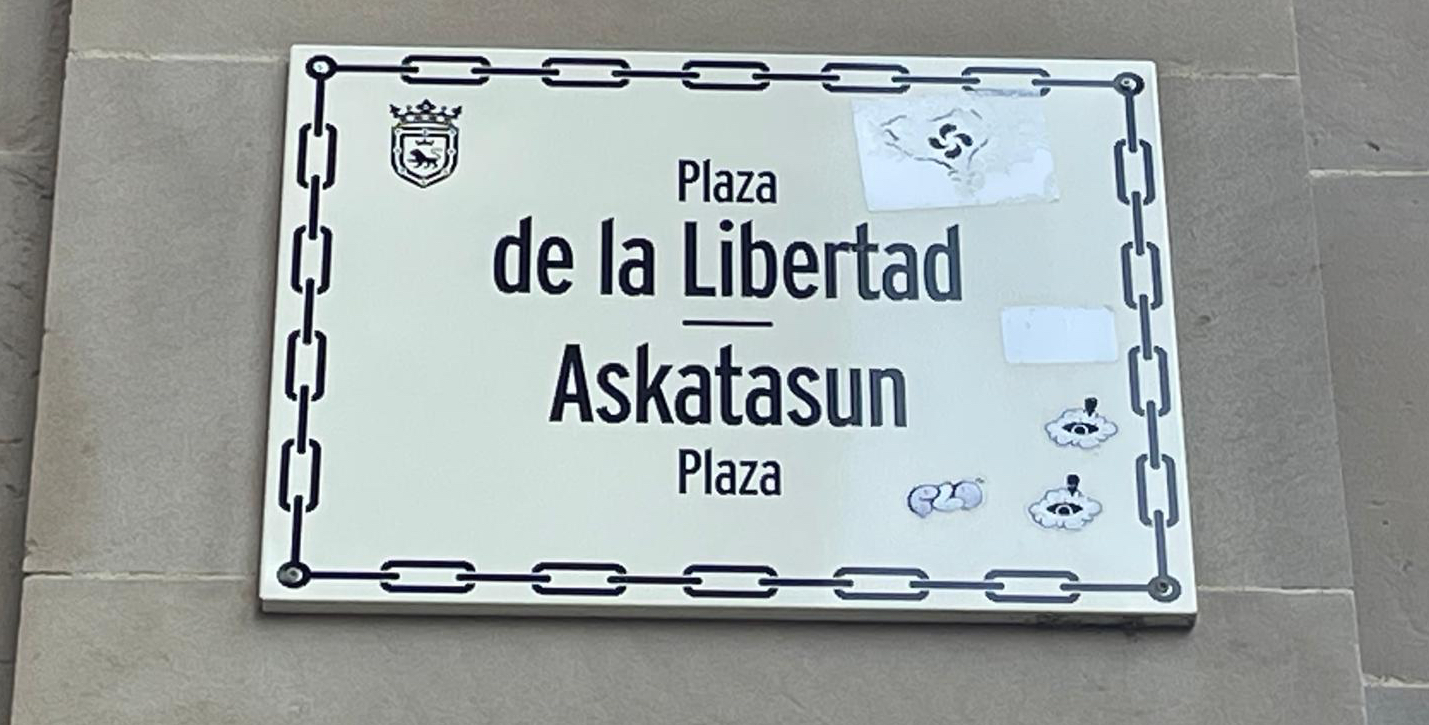 Plaza
de la Libertad
Askatasun
Plaza